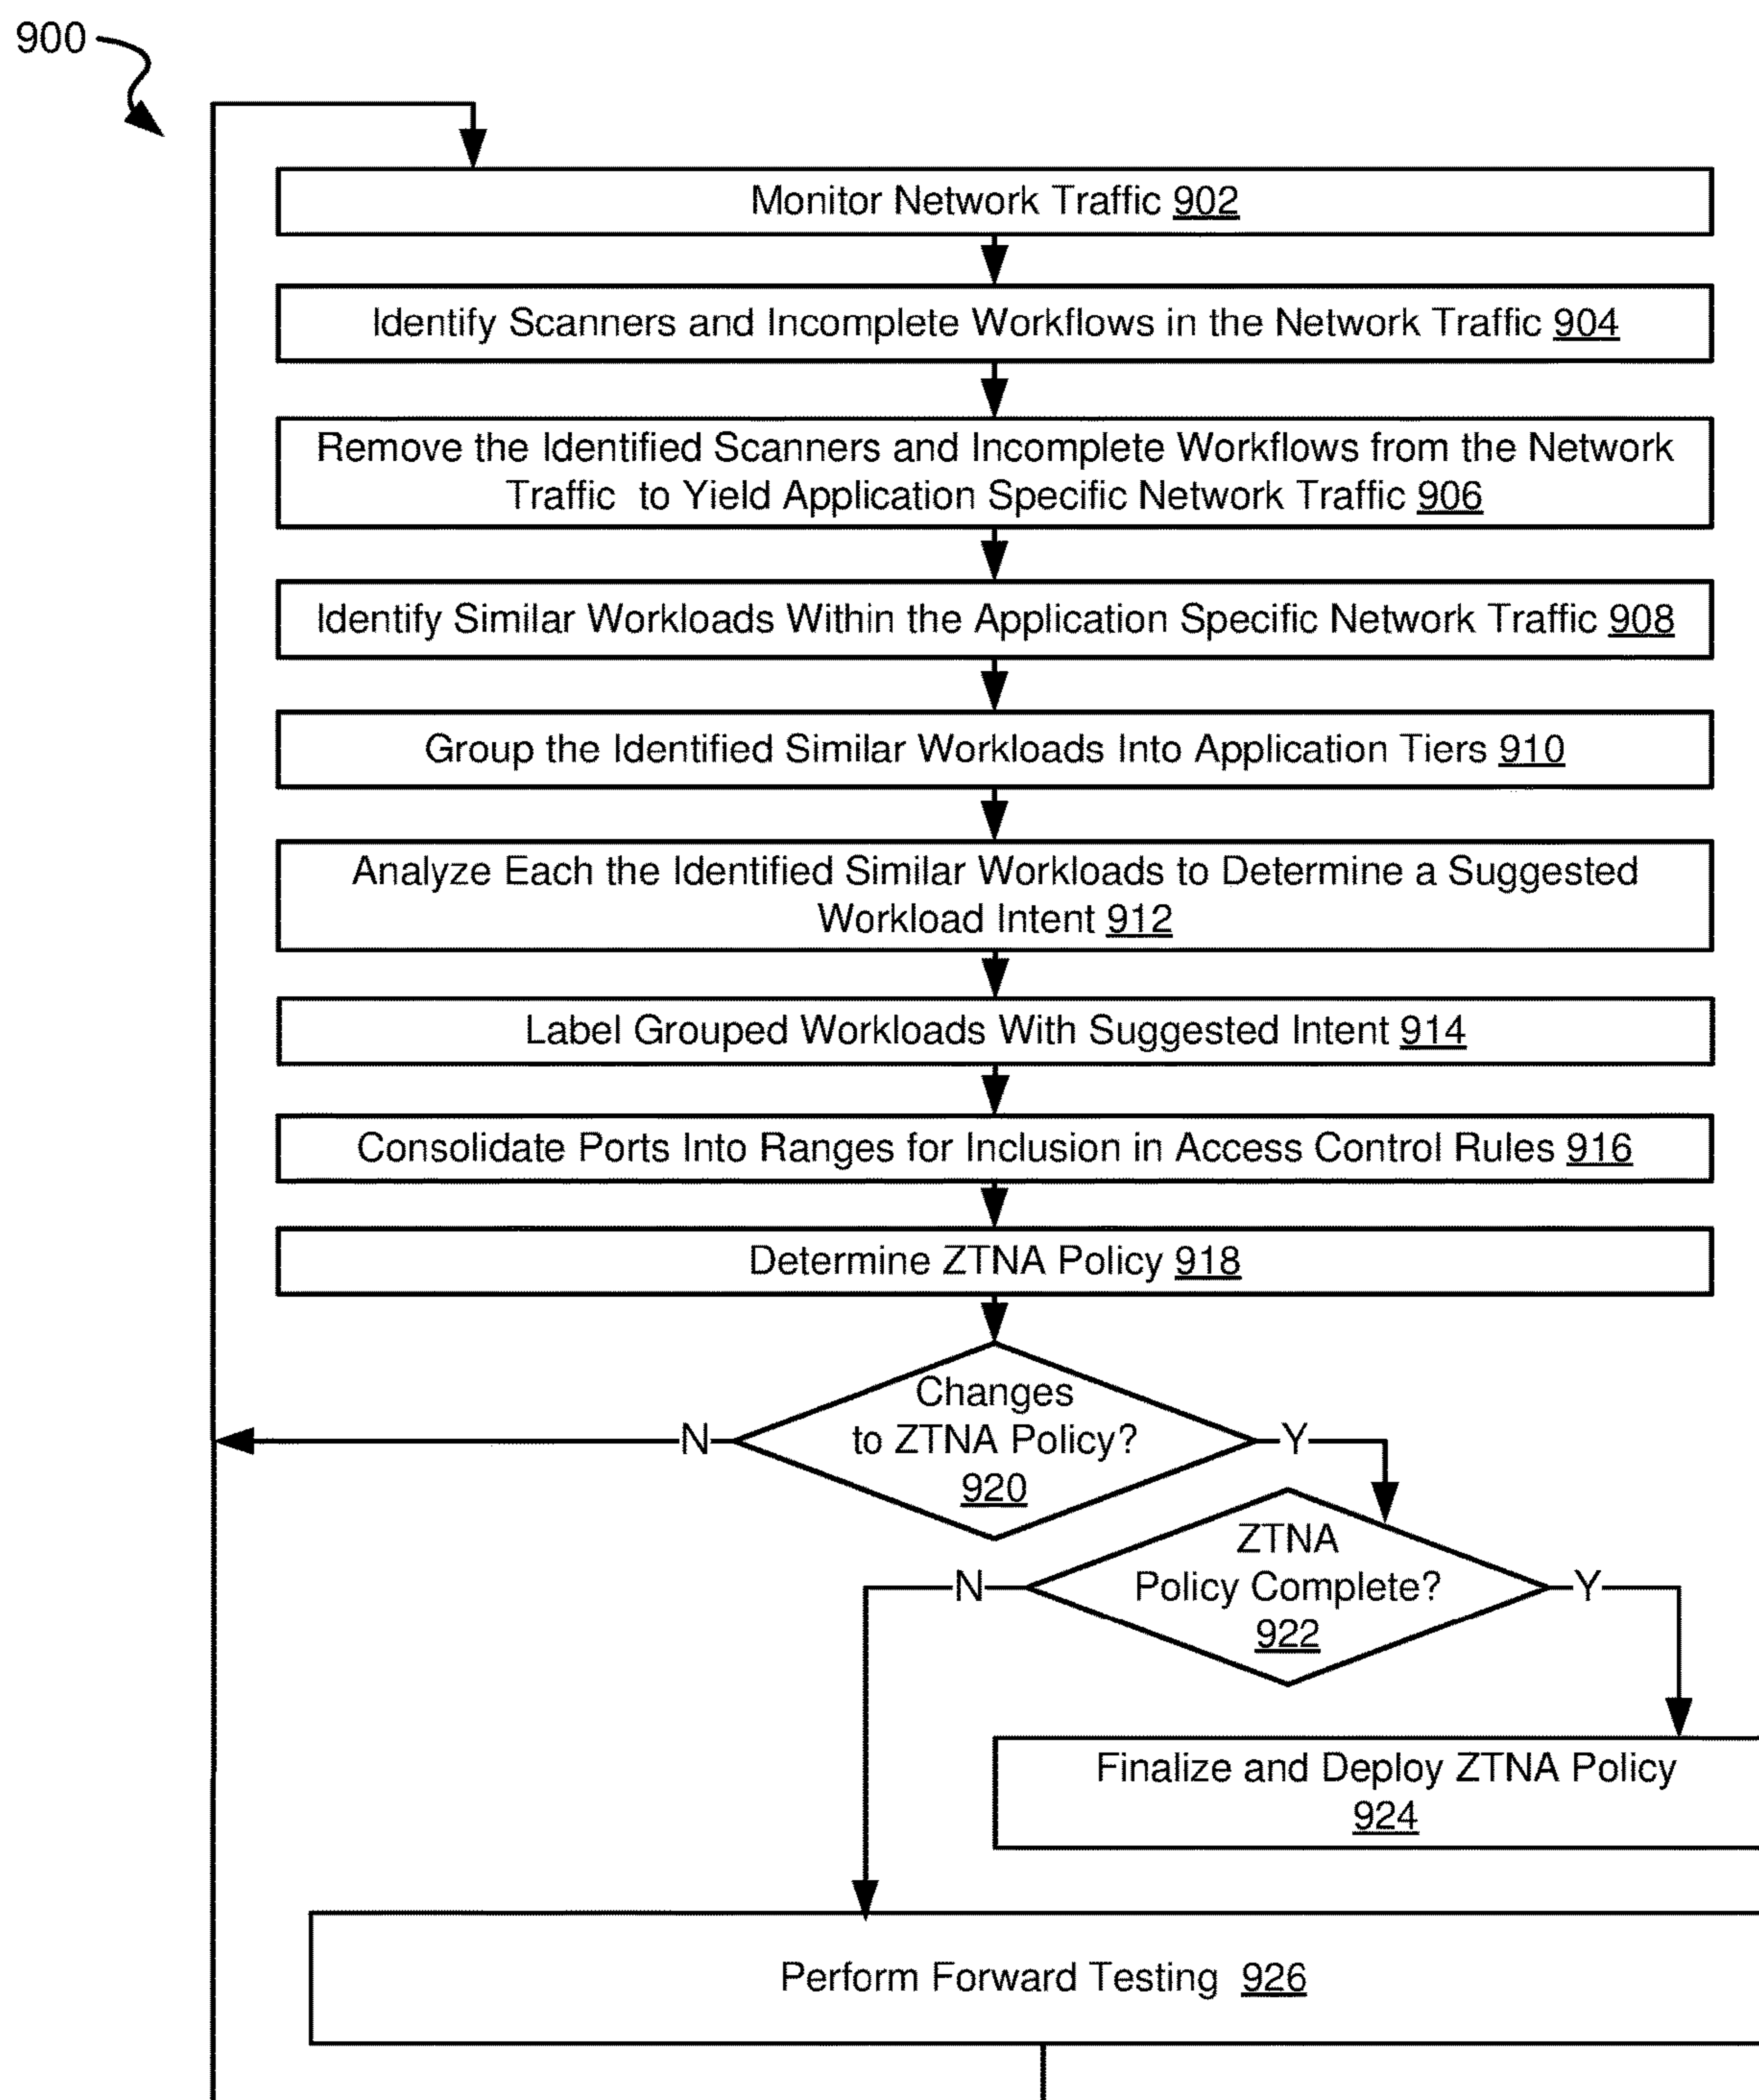 900
Monitor Network Traffic 902
Identify Scanners and Incomplete Workflows in the Network Traffic 904
Remove the Identified Scanners and Incomplete Workflows from the Network
Traffic to Yield Application Specific Network Traffic 906
Identify Similar Workloads Within the Application Specific Network Traffic 908
Group the Identified Similar Workloads Into Application Tiers 910
Analyze Each the Identified Similar Workloads to Determine a Suggested
Workload Intent 912
Label Grouped Workloads With Suggested Intent 914
Consolidate Ports Into Ranges for Inclusion in Access Control Rules 916
Determine ZTNA Policy 918
Changes
to ZTNA Policy?
920
N
Y
ZTNA
Policy Complete?
922
N
Y
Finalize and Deploy ZTNA Policy
924
Perform Forward Testing 926